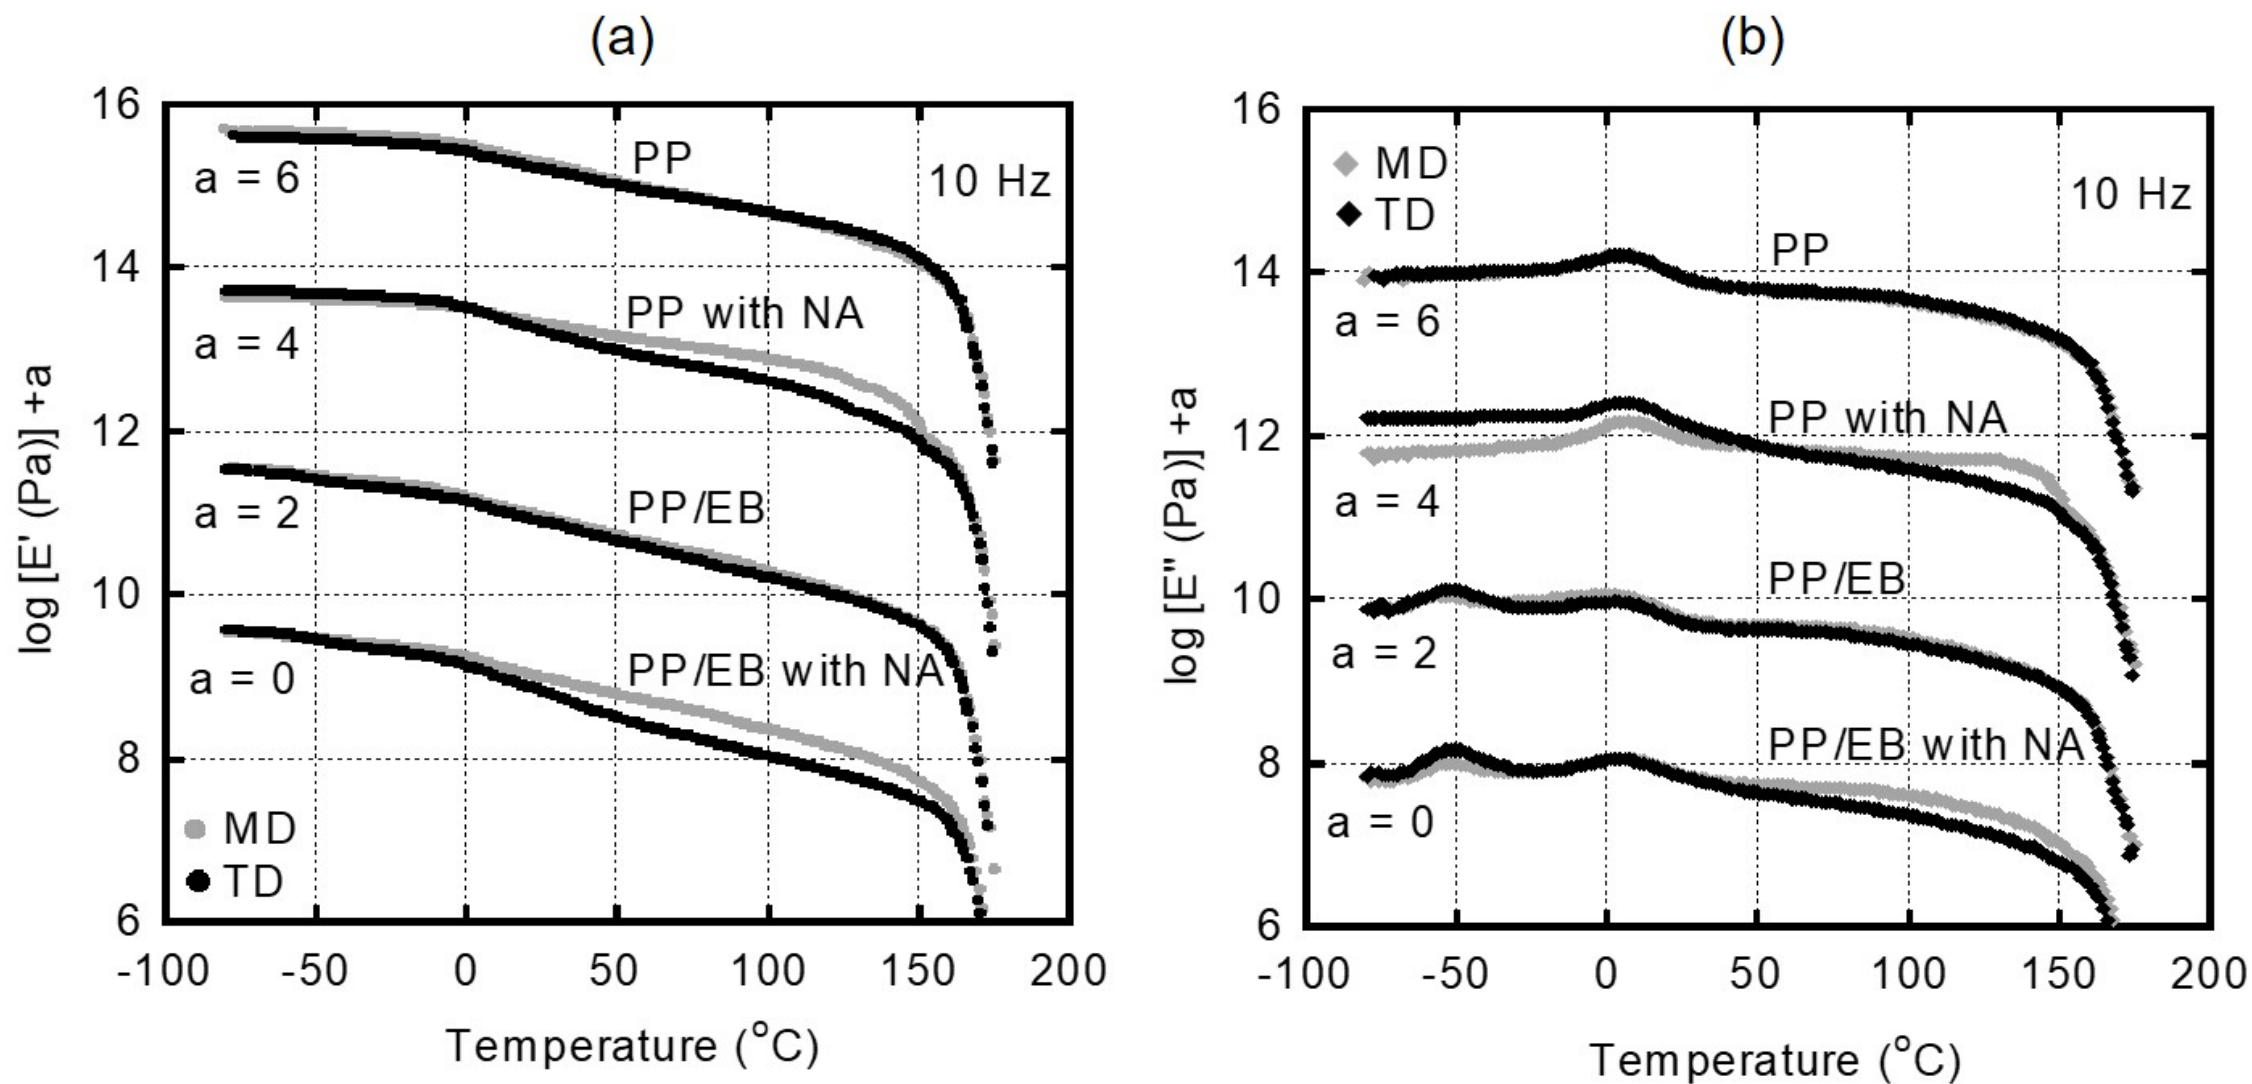 (a)
16
14
12
10
8
6
-100 -50 0 50 100 150 200
log [E' (Pa)] +a
Temperature (°C)
PP
10 Hz
a = 6
PP with NA
a = 4
PP/EB
a = 2
PP/EB with NA
a = 0
MD
TD
(b)
16
14
12
10
8
6
-100 -50 0 50 100 150 200
log [E" (Pa)] +a
Temperature (°C)
MD
TD
10 Hz
PP
a = 6
PP with NA
a = 4
PP/EB
a = 2
PP/EB with NA
a = 0